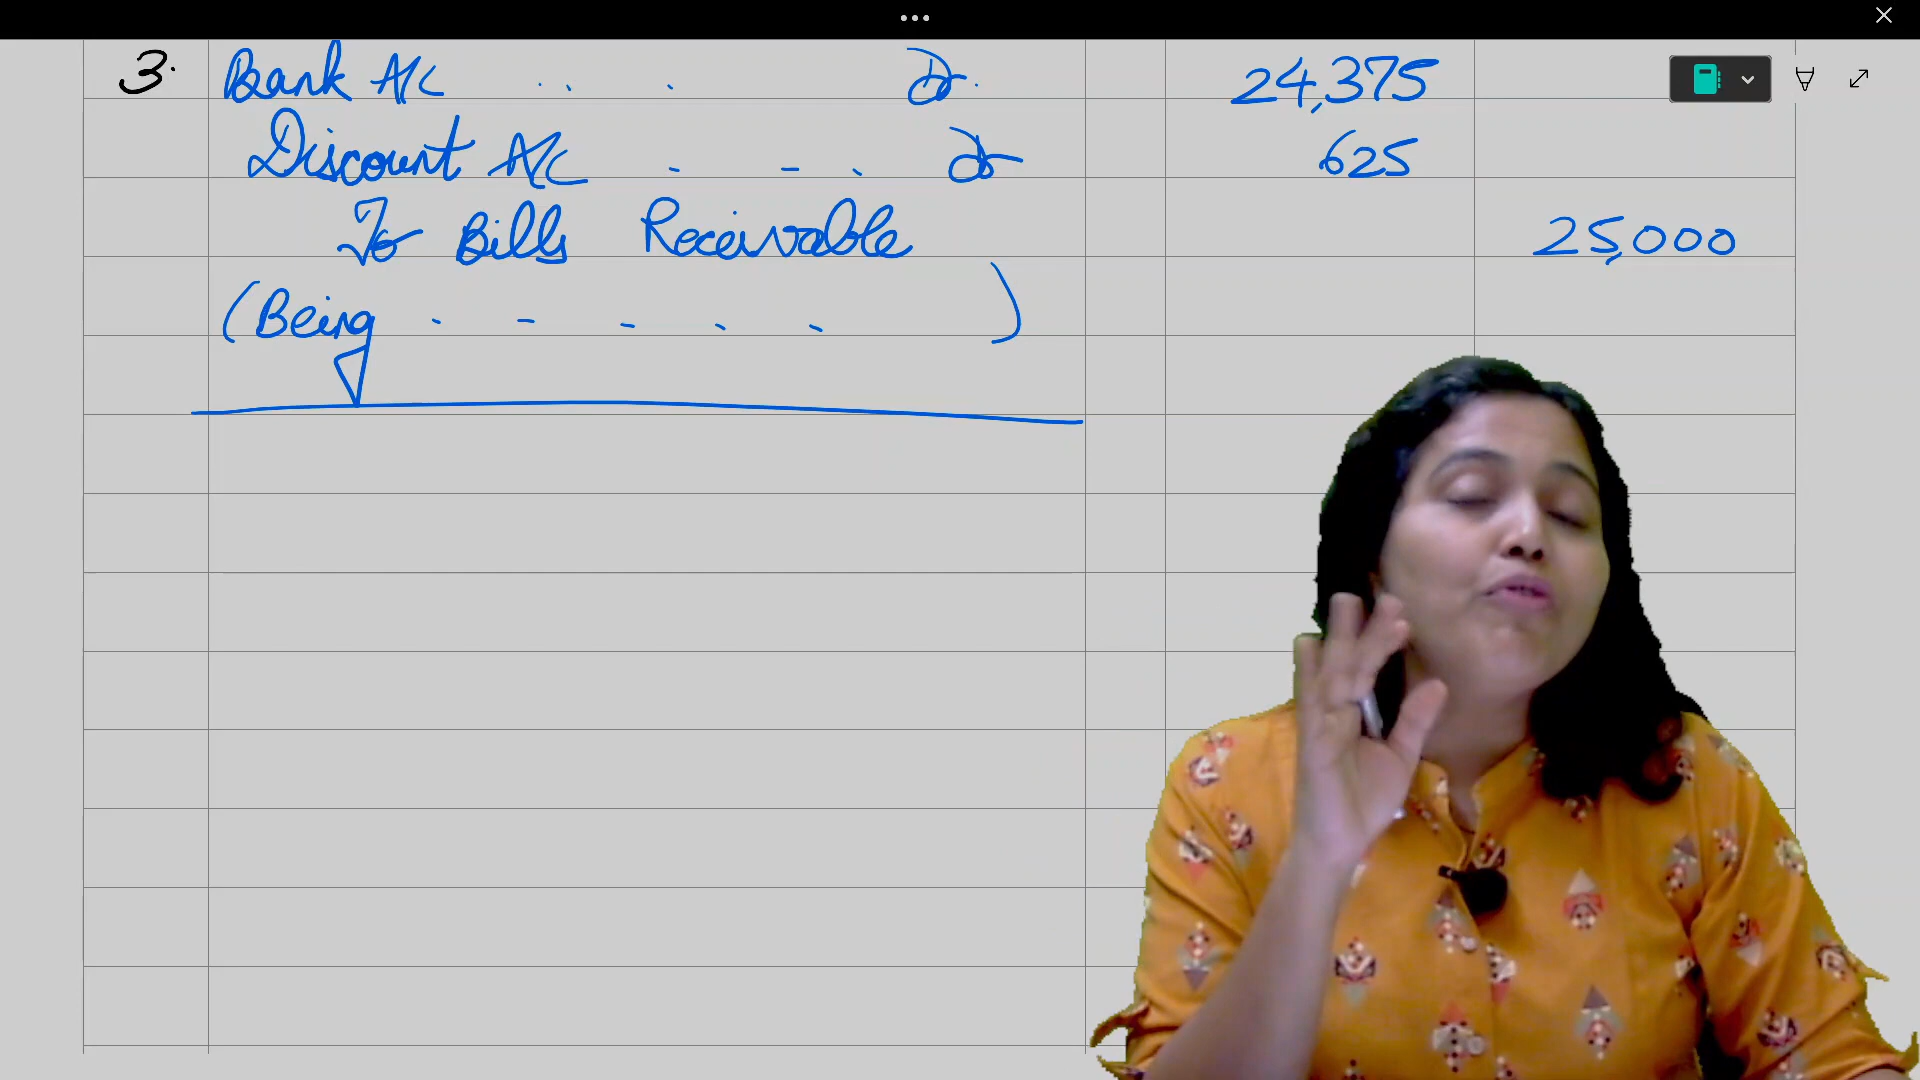 3. Bank A/C .. . Dr. 24,375
Discount A/C . - . Dr 625
To Bills Receivable 25,000
(Being . - - . . )